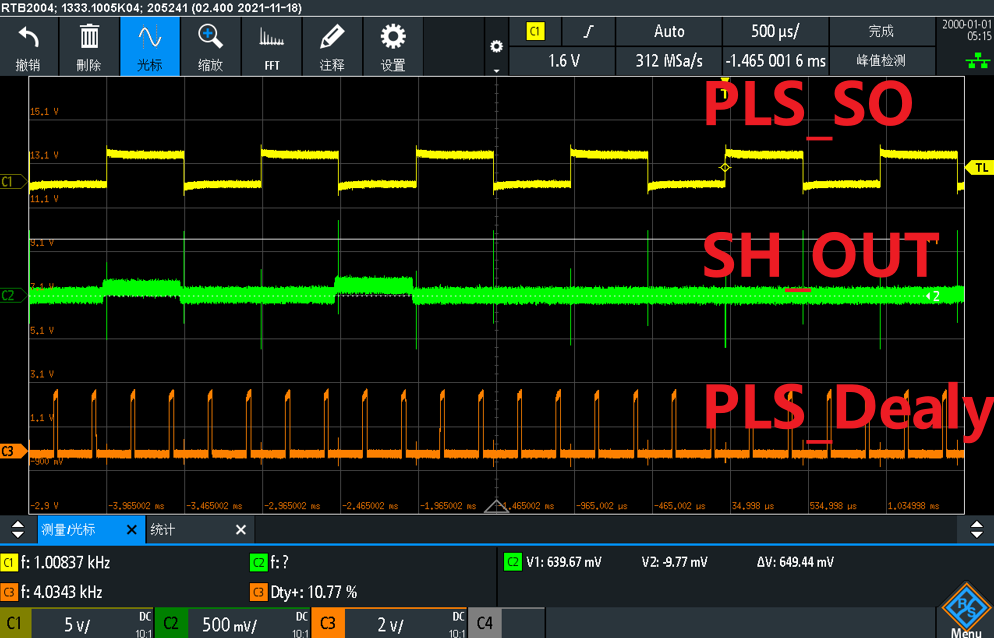 RTB2004; 1333.1005K04; 205241 (02.400 2021-11-18)
撤销 删除 光标 缩放 FFT 注释 设置
C1 Auto 500 µs/ 完成
1.6 V 312 MSa/s -1.465 001 6 ms 峰值检测
2000-01-01
05:15
T
PLS_SO
15.1 V
13.1 V
C1
TL
11.1 V
9.1 V
SH_OUT
7.1 V
C2
2
5.1 V
3.1 V
PLS_Dealy
1.1 V
C3
-900 mV
-2.9 V
-3.965002 ms -3.465002 ms -2.965002 ms -2.465002 ms -1.965002 ms -1.465002 ms -965.002 µs -465.002 µs 34.998 µs 534.998 µs 1.034998 ms
测量/光标 统计
C1 f: 1.00837 kHz C2 f: ? C2 V1: 639.67 mV V2: -9.77 mV ΔV: 649.44 mV
C3 f: 4.0343 kHz C3 Dty+: 10.77 %
C1 5 V/ DC 10:1 C2 500 mV/ DC 10:1 C3 2 V/ DC 10:1 C4
R&S
Menu